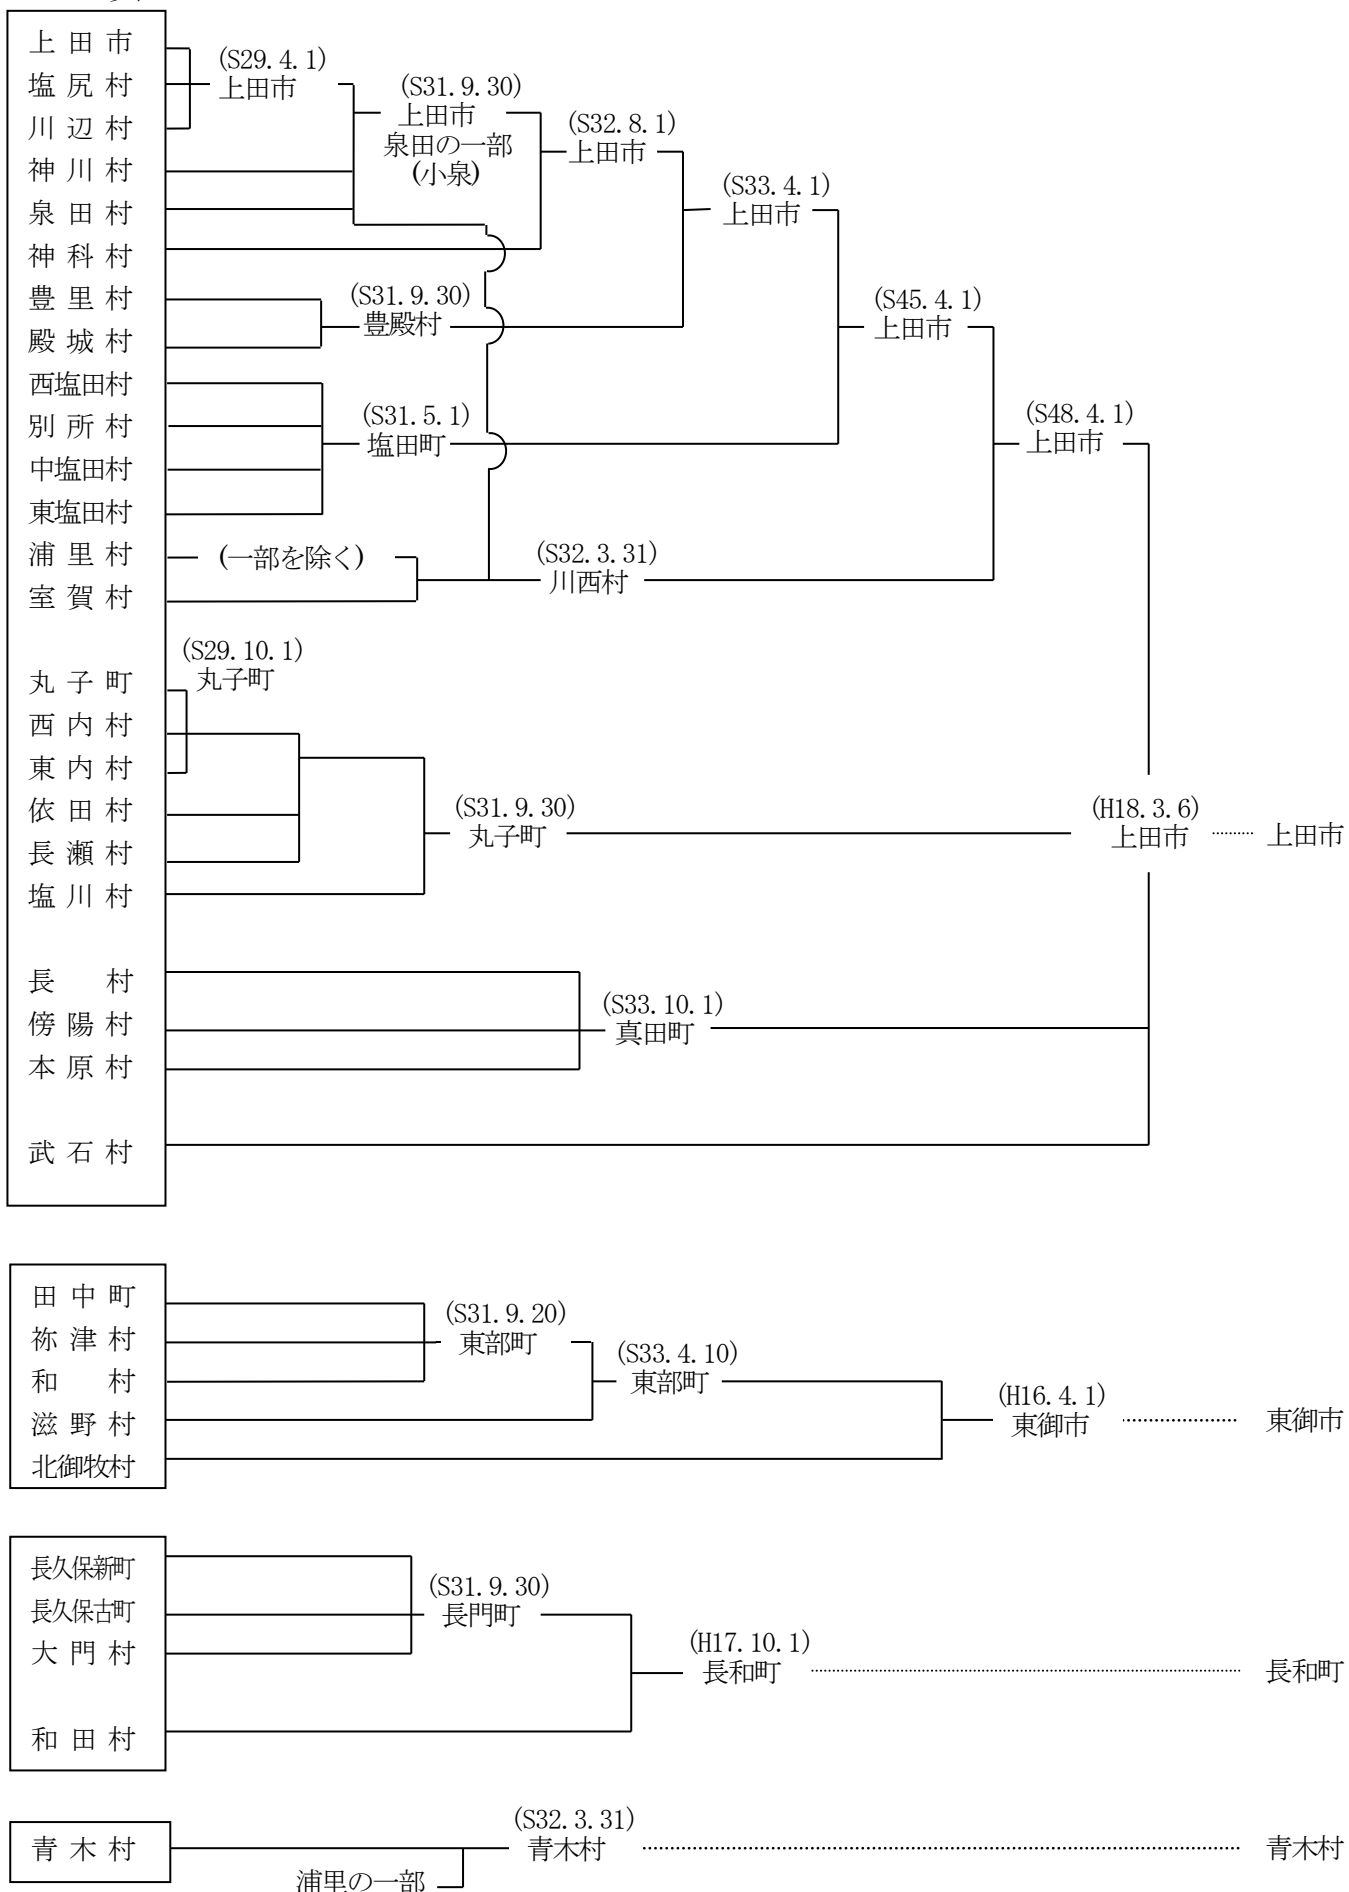 上田市
塩尻村
川辺村
神川村
泉田村
神科村
豊里村
殿城村
西塩田村
別所村
中塩田村
東塩田村
浦里村
室賀村
丸子町
西内村
東内村
依田村
長瀬村
塩川村
長村
傍陽村
本原村
武石村
(S29.4.1)
上田市
(S31.9.30)
上田市
泉田の一部
(小泉)
(S32.8.1)
上田市
(S33.4.1)
上田市
(S31.9.30)
豊殿村
(S45.4.1)
上田市
(S31.5.1)
塩田町
(S48.4.1)
上田市
(一部を除く)
(S32.3.31)
川西村
(S29.10.1)
丸子町
(S31.9.30)
丸子町
(H18.3.6)
上田市
上田市
(S33.10.1)
真田町
田中町
祢津村
和村
滋野村
北御牧村
(S31.9.20)
東部町
(S33.4.10)
東部町
(H16.4.1)
東御市
東御市
長久保新町
長久保古町
大門村
和田村
(S31.9.30)
長門町
(H17.10.1)
長和町
長和町
青木村
浦里の一部
(S32.3.31)
青木村
青木村